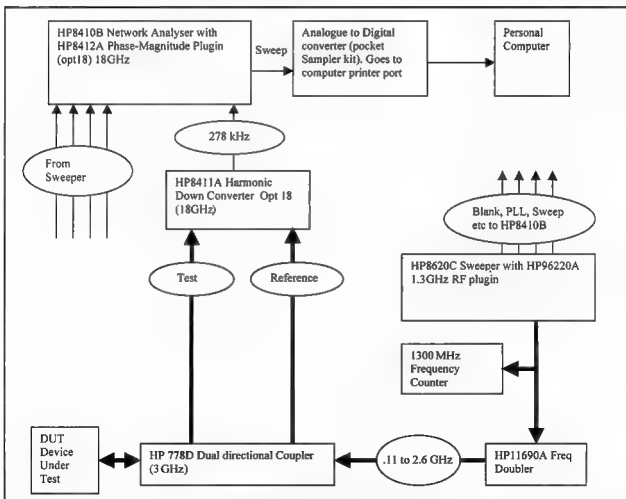 HP8410B Network Analyser with
HP8412A Phase-Magnitude Plugin
(opt18) 18GHz
Sweep
Analogue to Digital
converter (pocket
Sampler kit). Goes to
computer printer port
Personal
Computer
278 kHz
From
Sweeper
HP8411A Harmonic
Down Converter Opt 18
(18GHz)
Blank, PLL, Sweep
etc to HP8410B
Test
Reference
HP8620C Sweeper with HP96220A
1.3GHz RF plugin
1300 MHz
Frequency
Counter
DUT
Device
Under
Test
HP 778D Dual directional Coupler
(3 GHz)
.11 to 2.6 GHz
HP11690A Freq
Doubler